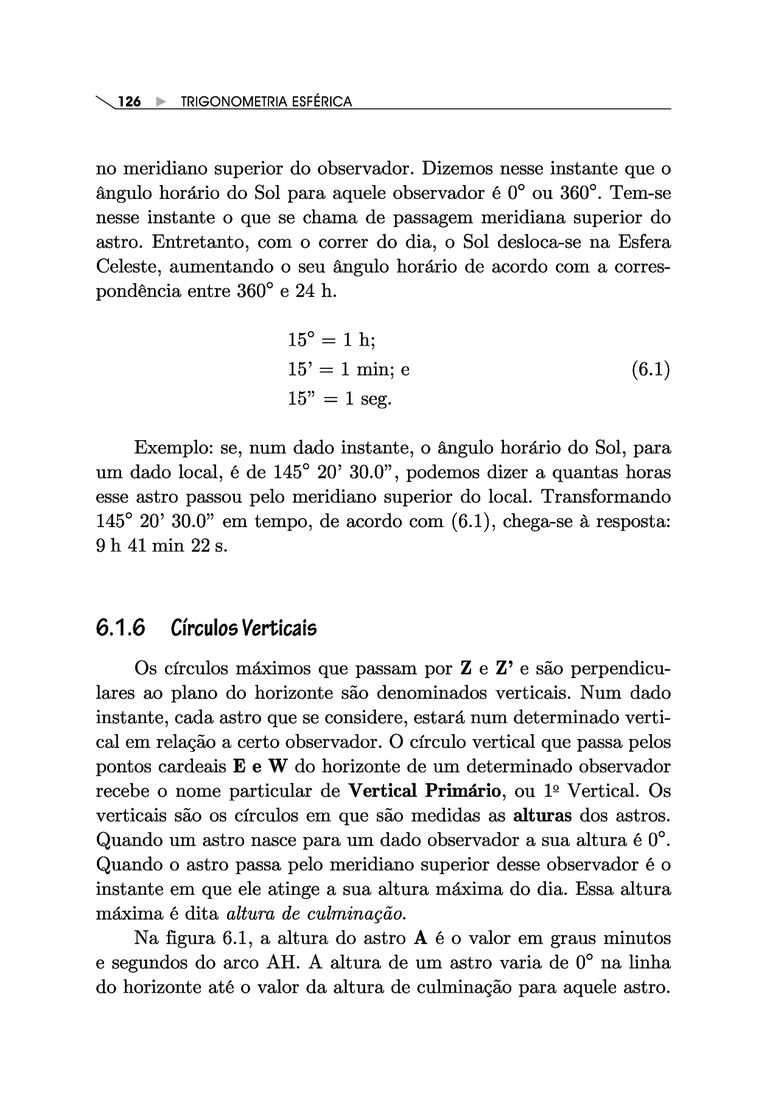 126 ► TRIGONOMETRIA ESFÉRICA
no meridiano superior do observador. Dizemos nesse instante que o
ângulo horário do Sol para aquele observador é 0° ou 360°. Tem-se
nesse instante o que se chama de passagem meridiana superior do
astro. Entretanto, com o correr do dia, o Sol desloca-se na Esfera
Celeste, aumentando o seu ângulo horário de acordo com a corres-
pondência entre 360° e 24 h.
15° = 1 h;
15’ = 1 min; e (6.1)
15” = 1 seg.
Exemplo: se, num dado instante, o ângulo horário do Sol, para
um dado local, é de 145° 20’ 30.0”, podemos dizer a quantas horas
esse astro passou pelo meridiano superior do local. Transformando
145° 20’ 30.0” em tempo, de acordo com (6.1), chega-se à resposta:
9 h 41 min 22 s.
6.1.6 Círculos Verticais
Os círculos máximos que passam por Z e Z’ e são perpendicu-
lares ao plano do horizonte são denominados verticais. Num dado
instante, cada astro que se considere, estará num determinado verti-
cal em relação a certo observador. O círculo vertical que passa pelos
pontos cardeais E e W do horizonte de um determinado observador
recebe o nome particular de Vertical Primário, ou 1º Vertical. Os
verticais são os círculos em que são medidas as alturas dos astros.
Quando um astro nasce para um dado observador a sua altura é 0°.
Quando o astro passa pelo meridiano superior desse observador é o
instante em que ele atinge a sua altura máxima do dia. Essa altura
máxima é dita altura de culminação.
Na figura 6.1, a altura do astro A é o valor em graus minutos
e segundos do arco AH. A altura de um astro varia de 0° na linha
do horizonte até o valor da altura de culminação para aquele astro.